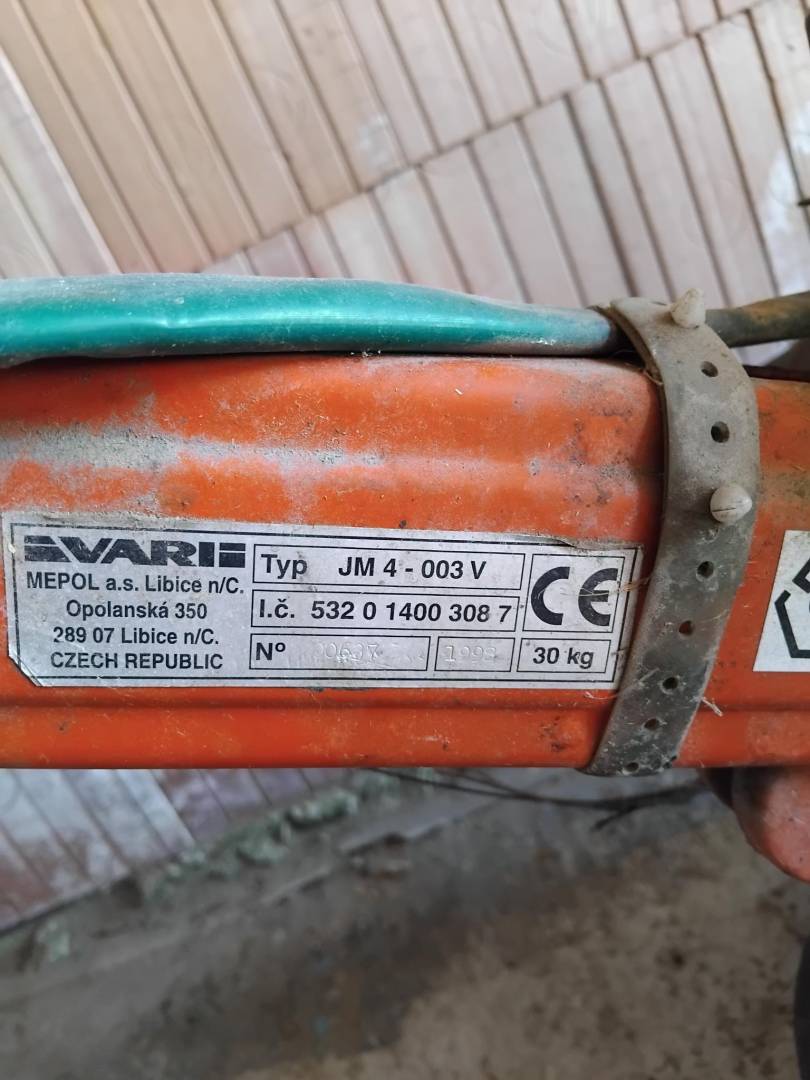 VARI
MEPOL a.s. Libice n/C.
Opolanská 350
289 07 Libice n/C.
CZECH REPUBLIC
Typ JM 4 - 003 V
I.č. 532 0 1400 308 7
Nº
30 kg
CE